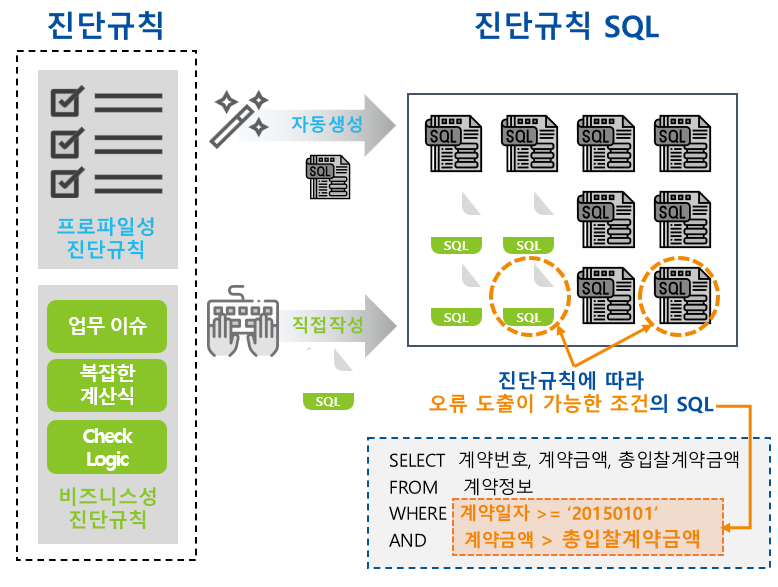 진단규칙
프로파일성
진단규칙
업무 이슈
복잡한
계산식
Check
Logic
비즈니스성
진단규칙
자동생성
SQL
직접작성
SQL
진단규칙 SQL
SQL SQL SQL SQL
SQL SQL SQL SQL
SQL SQL SQL SQL
진단규칙에 따라
오류 도출이 가능한 조건의 SQL
SELECT 계약번호, 계약금액, 총입찰계약금액
FROM 계약정보
WHERE 계약일자 >= ‘20150101’
AND 계약금액 > 총입찰계약금액